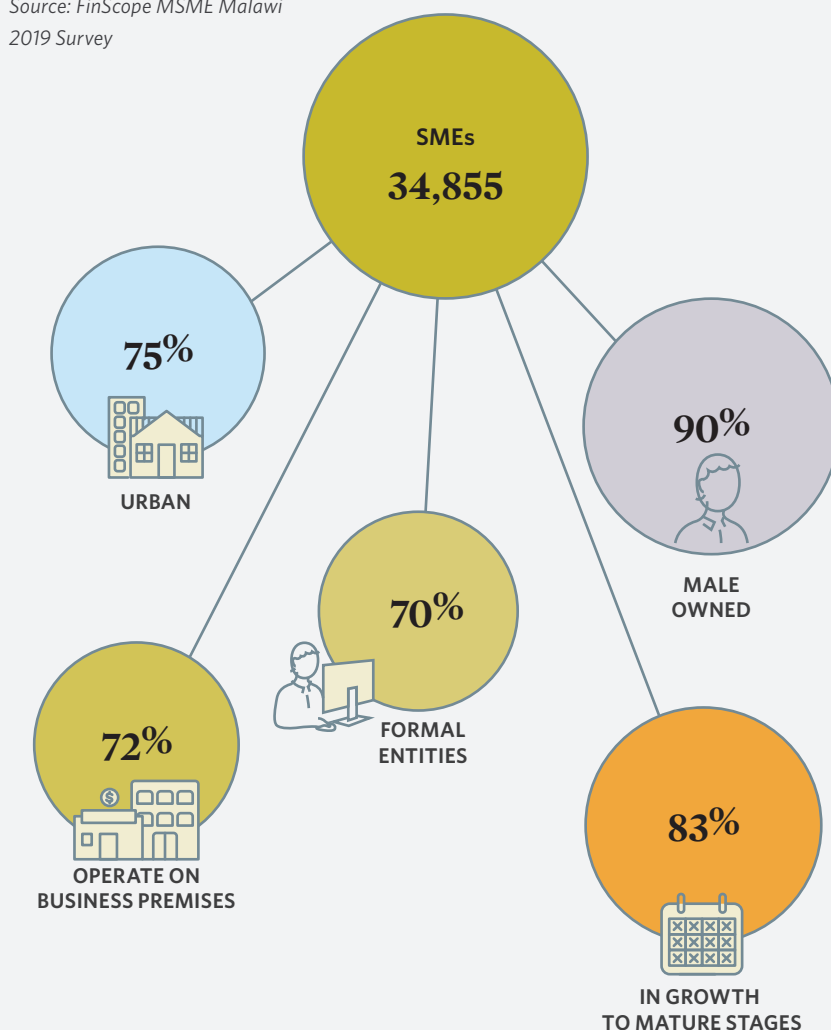 Source: FinScope MSME Malawi
2019 Survey
SMEs
34,855
75%
URBAN
90%
MALE
OWNED
70%
FORMAL
ENTITIES
72%
$
OPERATE ON
BUSINESS PREMISES
83%
IN GROWTH
TO MATURE STAGES